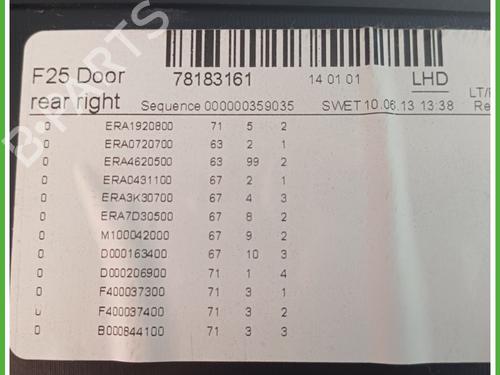 F25 Door 78183161 14 01 01 LHD
rear right Sequence 000000359035 SWET 10.06.13 13:38
0 ERA1920800 71 5 2
0 ERA0720700 63 2 1
0 ERA4620500 63 99 2
0 ERA0431100 67 2 1
0 ERA3K30700 67 4 3
0 ERA7D30500 67 8 2
0 M100042000 67 9 2
0 D000163400 67 10 3
0 D000206900 71 1 4
0 F400037300 71 3 1
0 F400037400 71 3 2
0 B000844100 71 3 3
B-PARTS